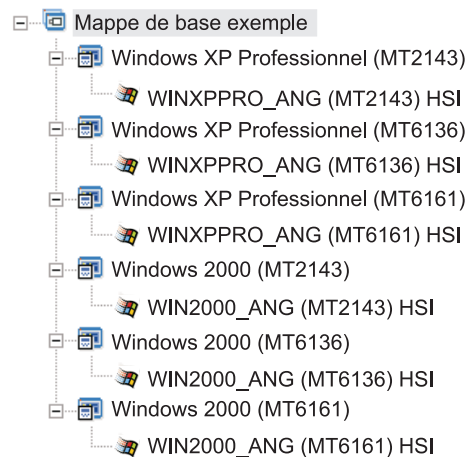 Mappe de base exemple
Windows XP Professionnel (MT2143)
WINXPPRO_ANG (MT2143) HSI
Windows XP Professionnel (MT6136)
WINXPPRO_ANG (MT6136) HSI
Windows XP Professionnel (MT6161)
WINXPPRO_ANG (MT6161) HSI
Windows 2000 (MT2143)
WIN2000_ANG (MT2143) HSI
Windows 2000 (MT6136)
WIN2000_ANG (MT6136) HSI
Windows 2000 (MT6161)
WIN2000_ANG (MT6161) HSI